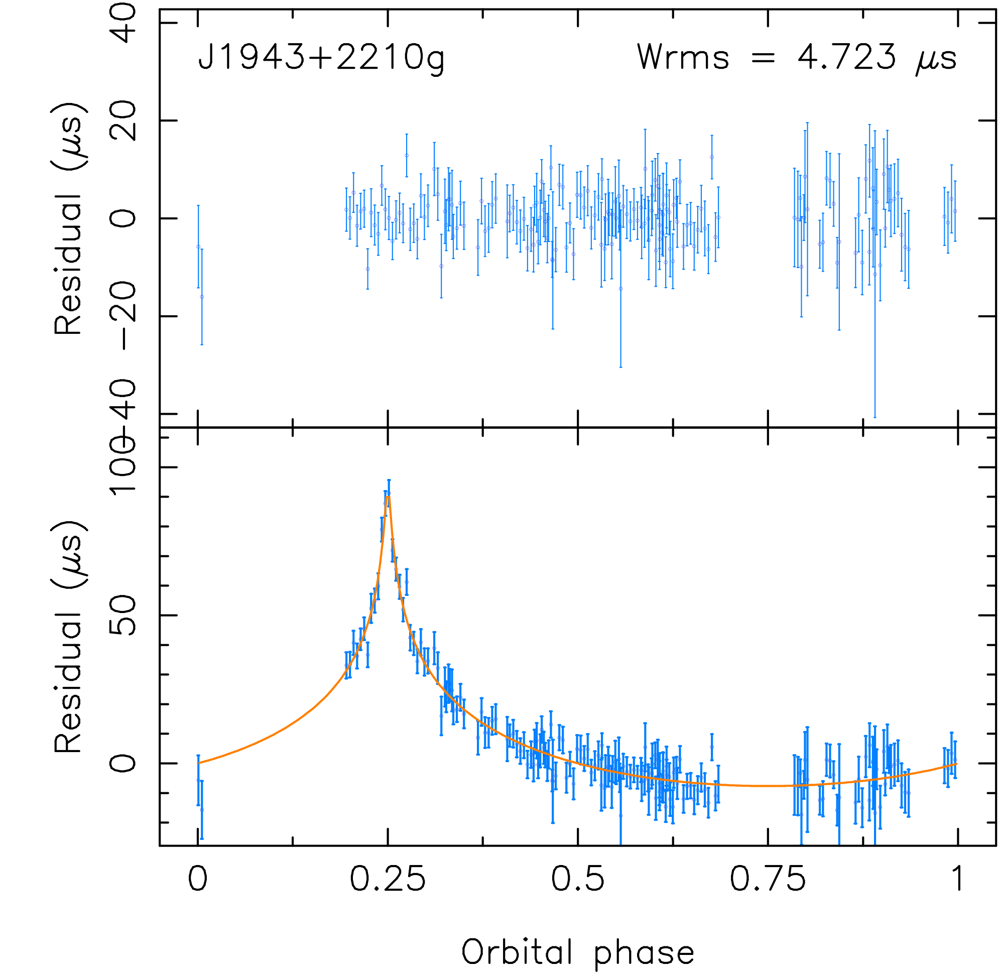 J1943+2210g
Wrms = 4.723 μs
Residual (μs)
40
20
0
−20
−40
Residual (μs)
100
50
0
0 0.25 0.5 0.75 1
Orbital phase